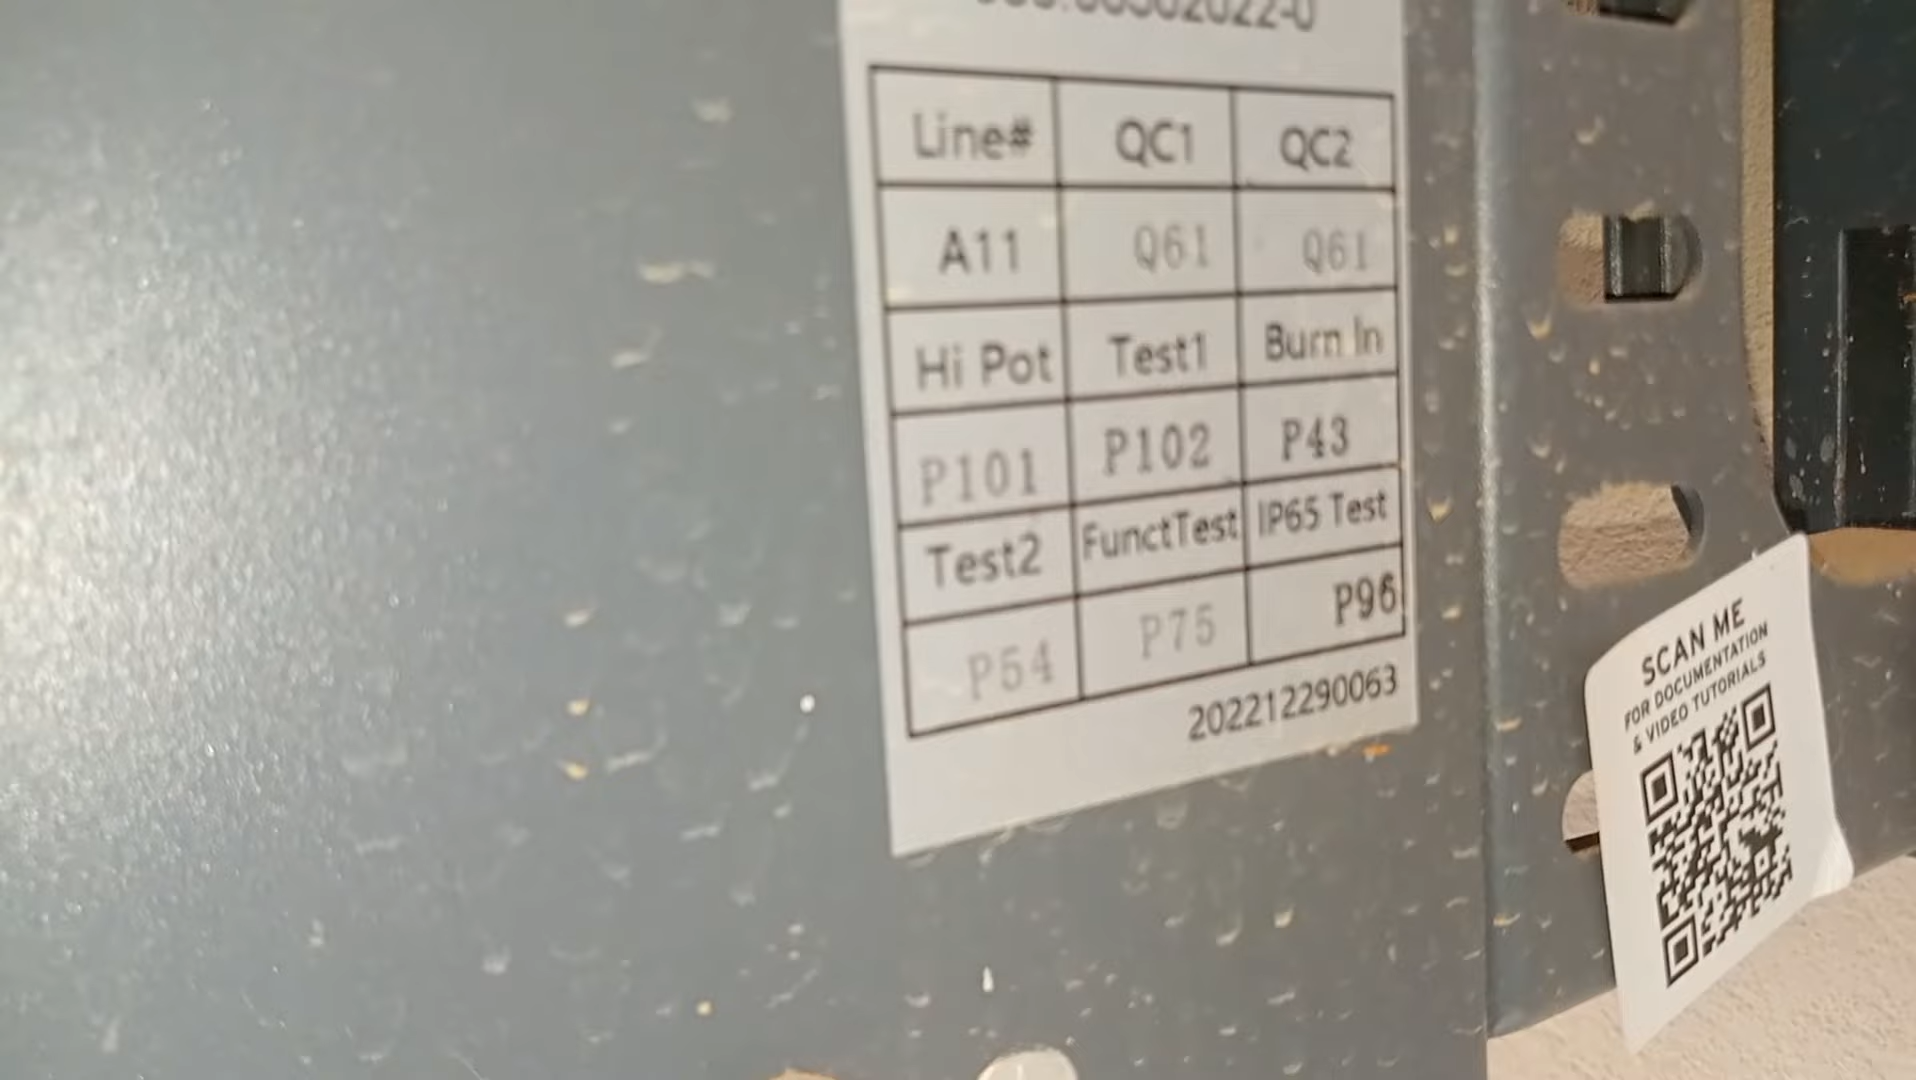 Line# QC1 QC2
A11 Q61 Q61
Hi Pot Test1 Burn In
P101 P102 P43
Test2 FunctTest IP65 Test
P54 P75 P96
202212290063
SCAN ME
FOR DOCUMENTATION
& VIDEO TUTORIALS